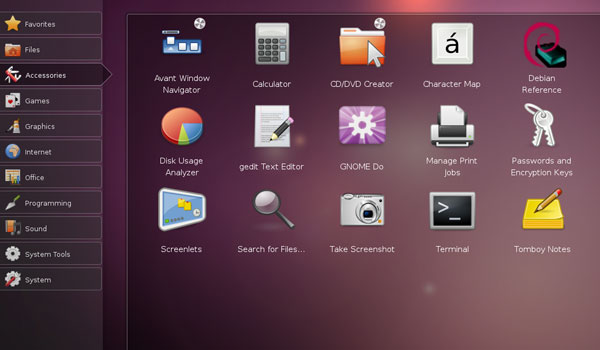 Favorites
Files
Accessories
Games
Graphics
Internet
Office
Programming
Sound
System Tools
System
Avant Window
Navigator
Calculator
CD/DVD Creator
á
Character Map
Debian
Reference
Disk Usage
Analyzer
gedit Text Editor
GNOME Do
Manage Print
Jobs
Passwords and
Encryption Keys
Screenlets
Search for Files...
Take Screenshot
>_
Terminal
Tomboy Notes